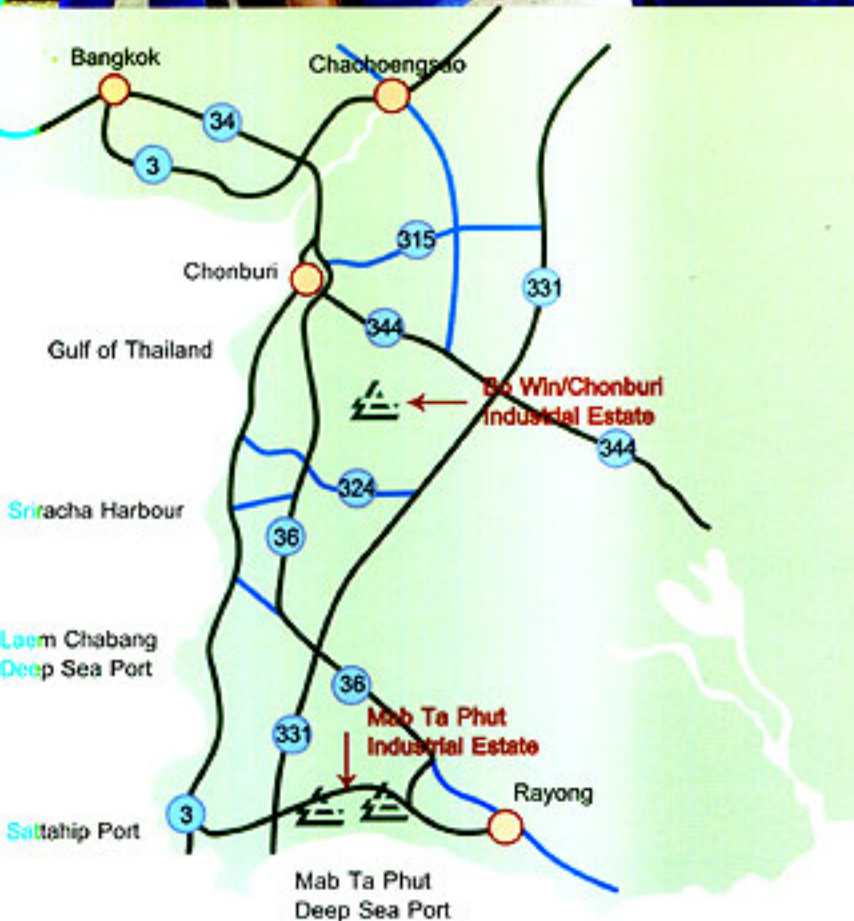 Bangkok
Chachoengsao
34
3
315
Chonburi
331
344
Gulf of Thailand
Bo Win/Chonburi
Industrial Estate
344
324
Sriracha Harbour
36
Laem Chabang
Deep Sea Port
36
Mab Ta Phut
Industrial Estate
331
Rayong
3
Sattahip Port
Mab Ta Phut
Deep Sea Port